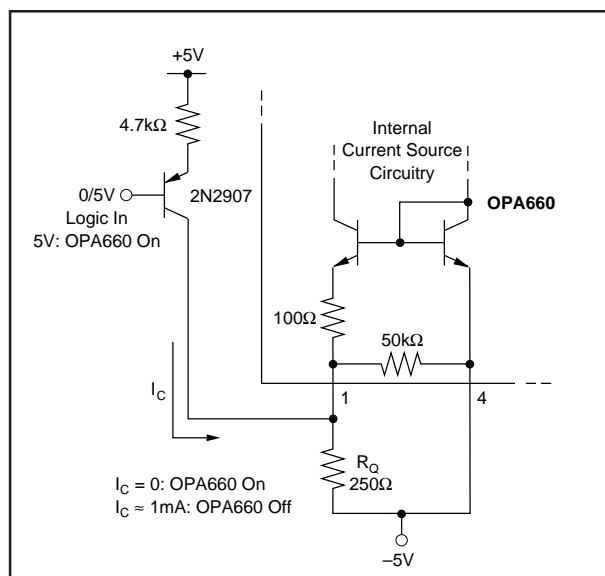 +5V
4.7kΩ
Internal
Current Source
Circuitry
OPA660
0/5V
2N2907
Logic In
5V: OPA660 On
100Ω
50kΩ
I_C
1
4
R_Q
250Ω
I_C = 0: OPA660 On
I_C ≈ 1mA: OPA660 Off
–5V